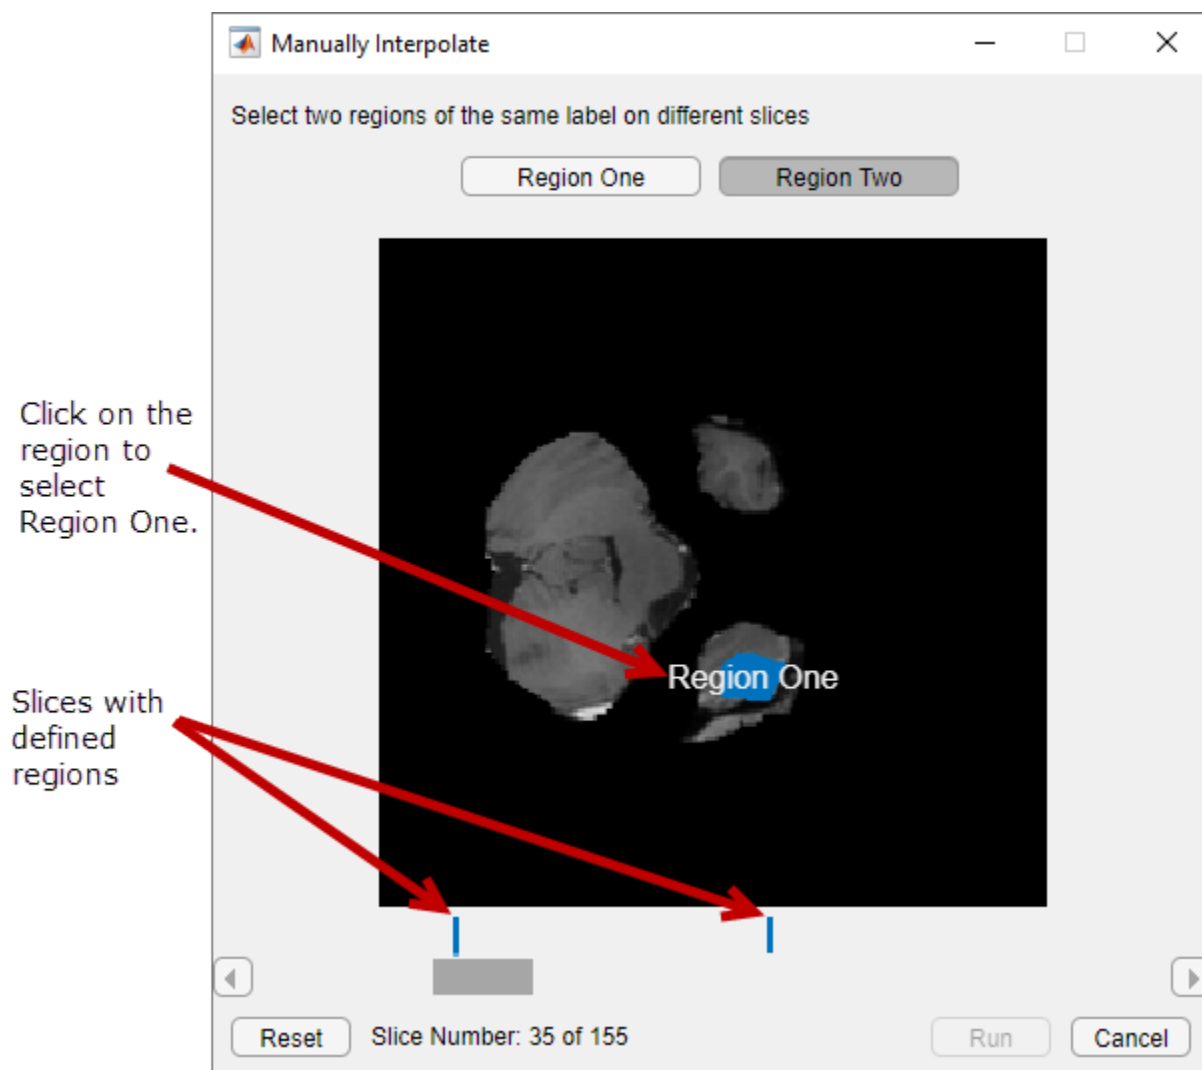 Manually Interpolate
Select two regions of the same label on different slices
Region One
Region Two
Click on the
region to
select
Region One.
Region One
Slices with
defined
regions
Reset
Slice Number: 35 of 155
Run
Cancel